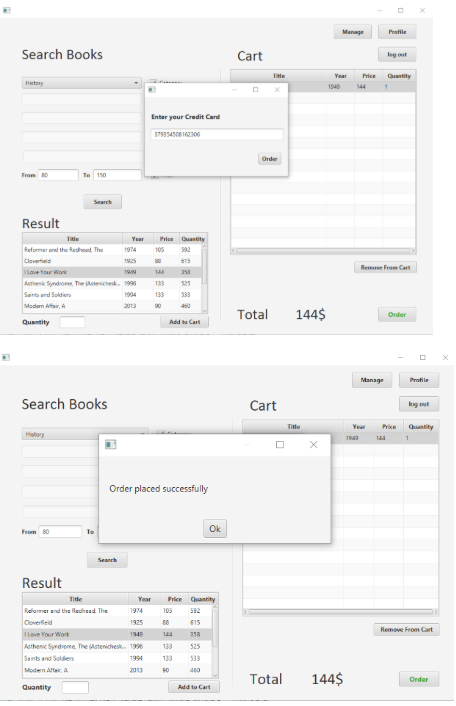 Manage Profile
Search Books Cart log out
Title Year Price Quantity
History Category
1949 144 1
Enter your Credit Card
379354508162306
Order
From 80 To 150
Search
Result
Title Year Price Quantity
Reformer and the Redhead, The 1974 105 592
Cloverfield 1925 88 615
I Love Your Work 1949 144 358
Asthenic Syndrome, The (Astenichesk... 1996 133 525
Saints and Soldiers 1994 133 533
Modern Affair, A 2013 90 460
Remove From Cart
Quantity Add to Cart
Total 144$ Order
Manage Profile
Search Books Cart log out
Title Year Price Quantity
History
1949 144 1
Order placed successfully
Ok
From 80 To
Search
Result
Title Year Price Quantity
Reformer and the Redhead, The 1974 105 592
Cloverfield 1925 88 615
I Love Your Work 1949 144 358
Asthenic Syndrome, The (Astenichesk... 1996 133 525
Saints and Soldiers 1994 133 533
Modern Affair, A 2013 90 460
Remove From Cart
Quantity Add to Cart
Total 144$ Order